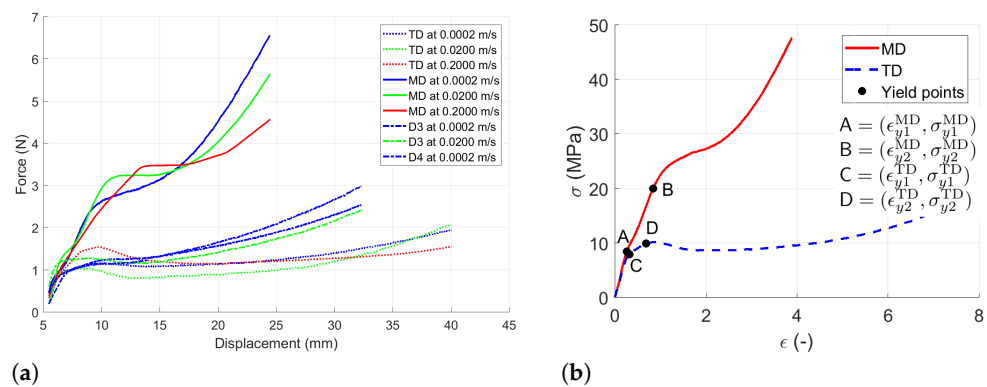 7
6
5
4
3
2
1
0
Force (N)
5 10 15 20 25 30 35 40 45
Displacement (mm)
TD at 0.0002 m/s
TD at 0.0200 m/s
TD at 0.2000 m/s
MD at 0.0002 m/s
MD at 0.0200 m/s
MD at 0.2000 m/s
D3 at 0.0002 m/s
D3 at 0.0200 m/s
D4 at 0.0002 m/s
(a)
50
40
30
20
10
0
σ (MPa)
0 2 4 6 8
ϵ (-)
MD
TD
Yield points
A = (ϵ_{y1}^{MD}, σ_{y1}^{MD})
B = (ϵ_{y2}^{MD}, σ_{y2}^{MD})
C = (ϵ_{y1}^{TD}, σ_{y1}^{TD})
D = (ϵ_{y2}^{TD}, σ_{y2}^{TD})
A
B
C
D
(b)